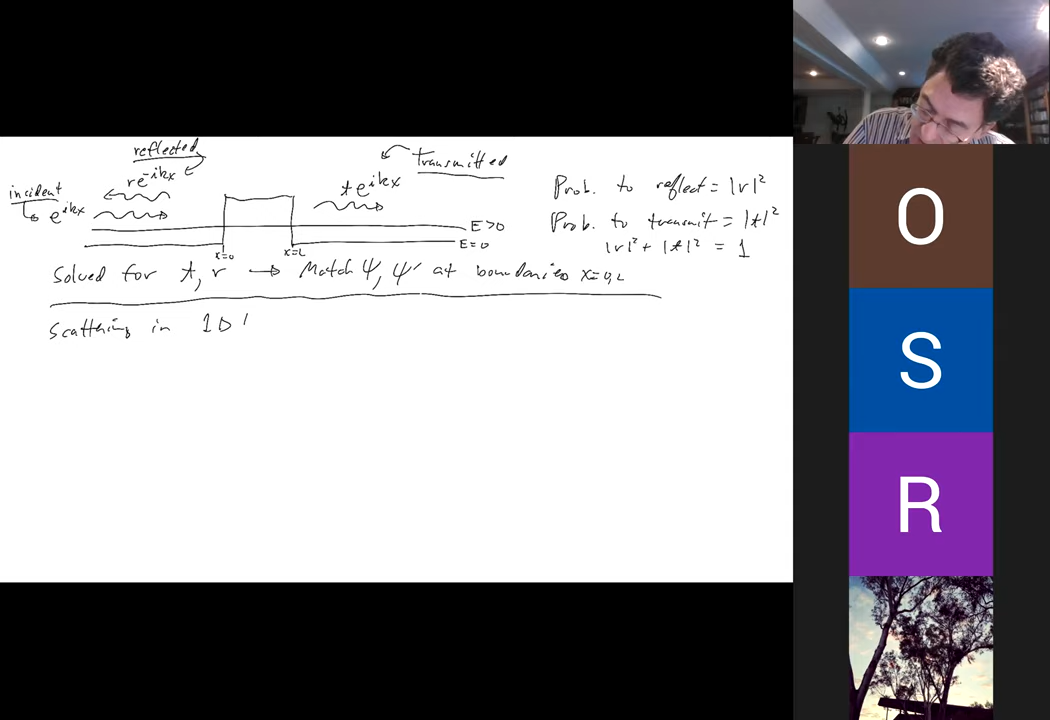 reflected
re^-ikx
transmitted
te^ikx
incident
e^ikx
E>0
E=0
x=0
x=L
Prob. to reflect = |r|²
Prob. to transmit = |t|²
|r|² + |t|² = 1
Solved for t, r → Match Ψ, Ψ' at boundaries x=0,L
Scattering in 1D
O
S
R